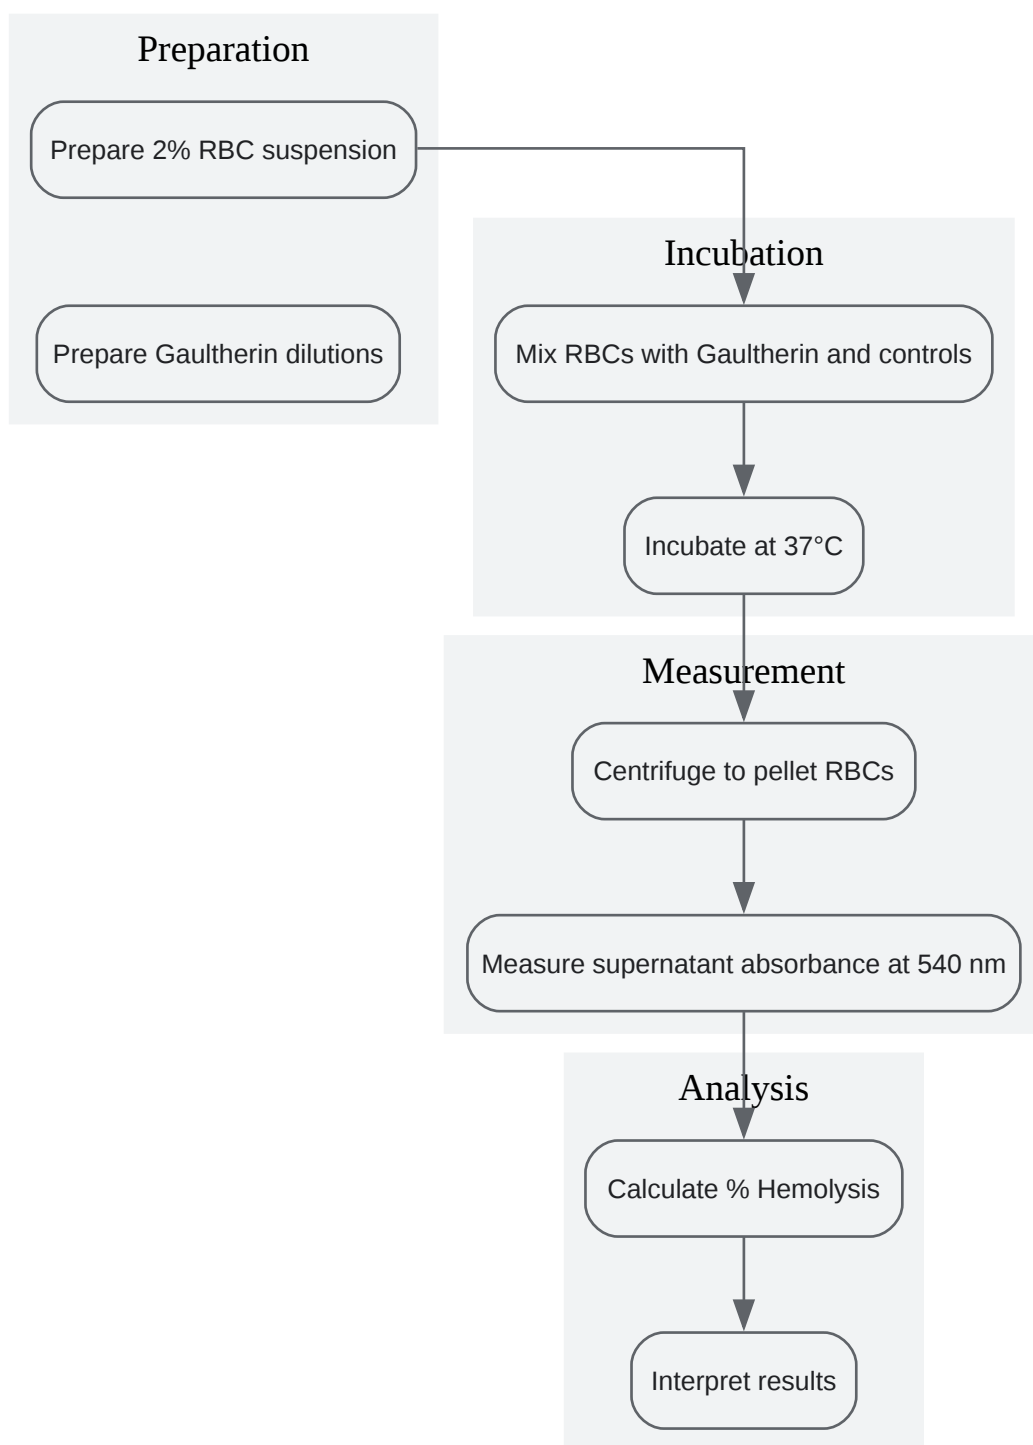 Preparation
Prepare 2% RBC suspension
Prepare Gaultherin dilutions
Incubation
Mix RBCs with Gaultherin and controls
Incubate at 37°C
Measurement
Centrifuge to pellet RBCs
Measure supernatant absorbance at 540 nm
Analysis
Calculate % Hemolysis
Interpret results